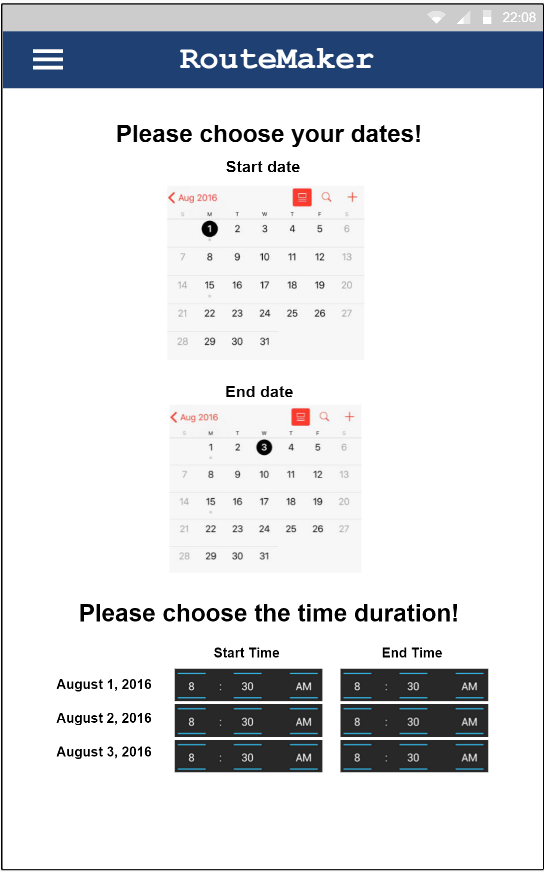 22:08
RouteMaker
Please choose your dates!
Start date
Aug 2016
S M T W T F S
1 2 3 4 5 6
7 8 9 10 11 12 13
14 15 16 17 18 19 20
21 22 23 24 25 26 27
28 29 30 31
End date
Aug 2016
S M T W T F S
1 2 3 4 5 6
7 8 9 10 11 12 13
14 15 16 17 18 19 20
21 22 23 24 25 26 27
28 29 30 31
Please choose the time duration!
Start Time End Time
August 1, 2016 8 : 30 AM 8 : 30 AM
August 2, 2016 8 : 30 AM 8 : 30 AM
August 3, 2016 8 : 30 AM 8 : 30 AM